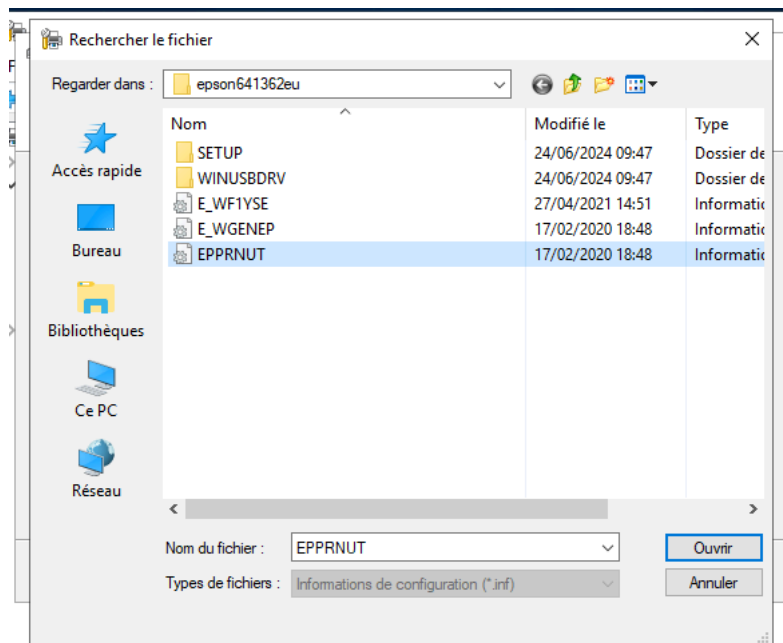 Rechercher le fichier
Regarder dans : epson641362eu
Nom Modifié le Type
SETUP 24/06/2024 09:47 Dossier de
WINUSBDRV 24/06/2024 09:47 Dossier de
E_WF1YSE 27/04/2021 14:51 Informatic
E_WGENEP 17/02/2020 18:48 Informatic
EPPRNUT 17/02/2020 18:48 Informatic
Accès rapide
Bureau
Bibliothèques
Ce PC
Réseau
Nom du fichier : EPPRNUT Ouvrir
Types de fichiers : Informations de configuration (*.inf) Annuler